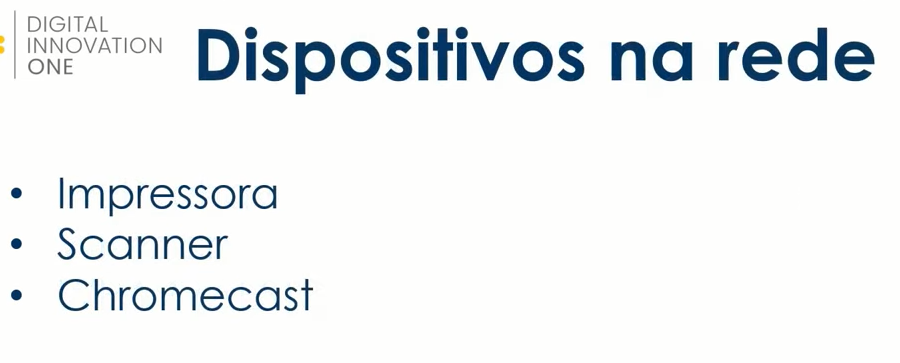 DIGITAL
INNOVATION
ONE
Dispositivos na rede
• Impressora
• Scanner
• Chromecast